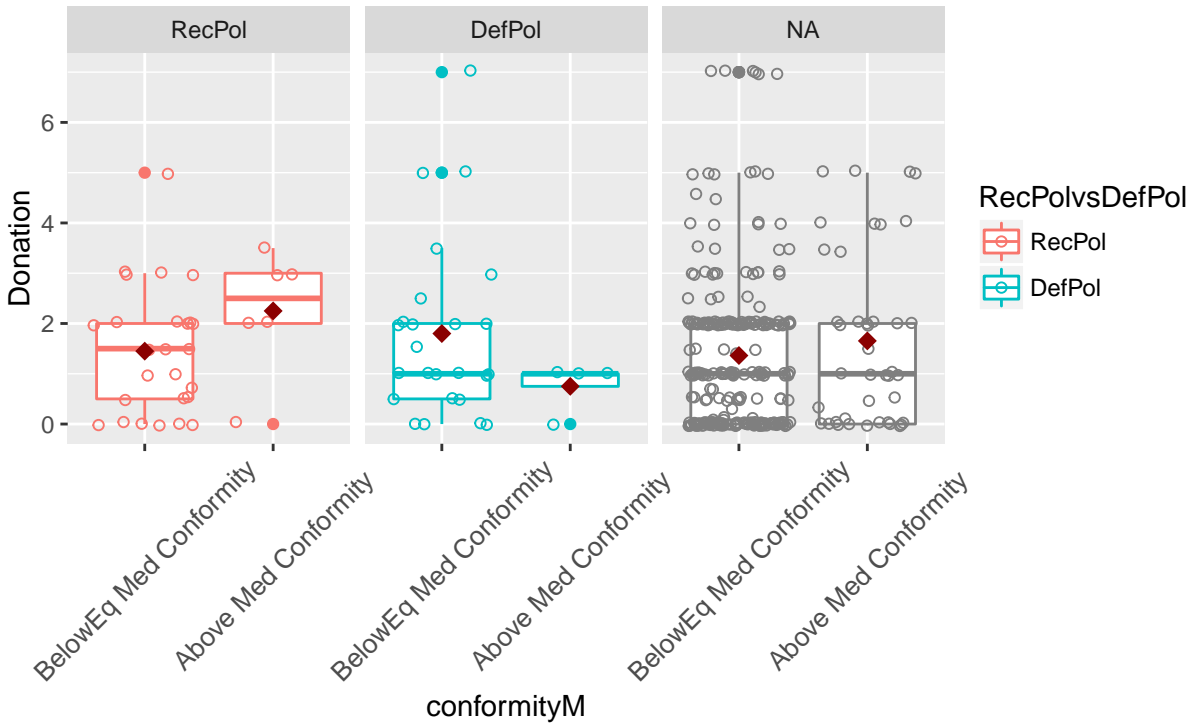 RecPol
DefPol
NA
6
4
2
0
Donation
BelowEq Med Conformity
Above Med Conformity
BelowEq Med Conformity
Above Med Conformity
BelowEq Med Conformity
Above Med Conformity
conformityM
RecPolvsDefPol
RecPol
DefPol